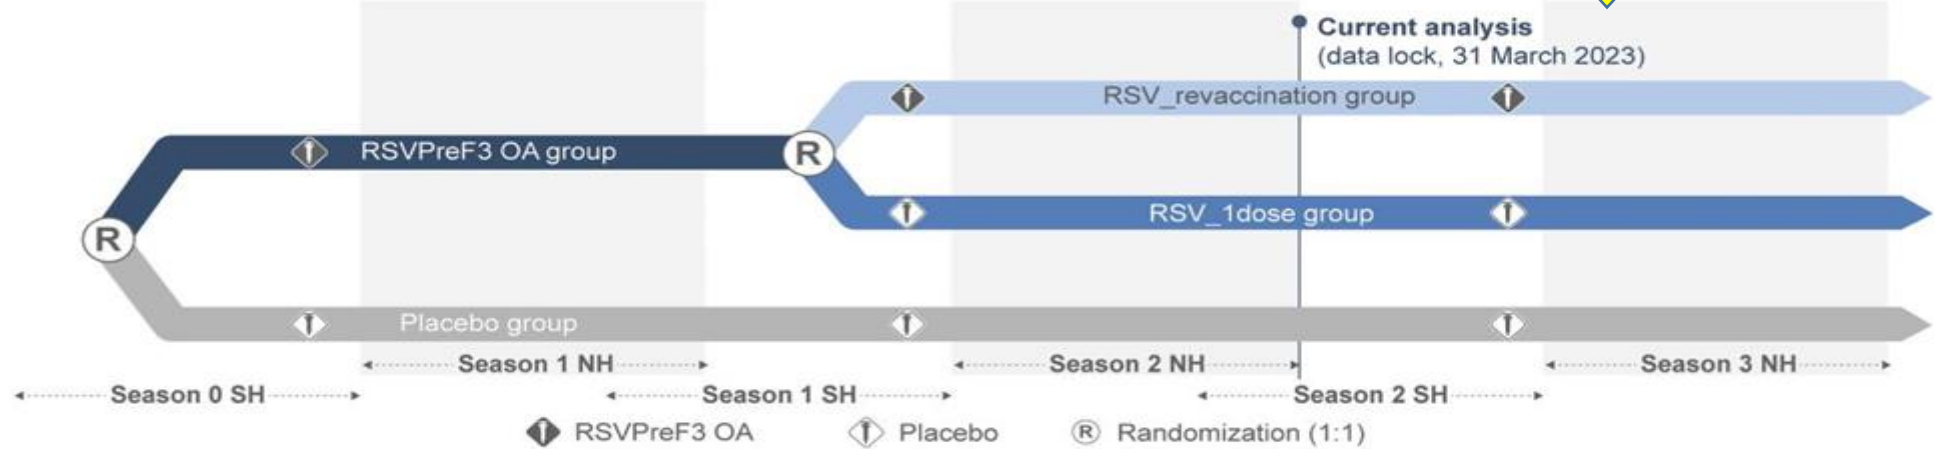 Current analysis
(data lock, 31 March 2023)
RSV_revaccination group
RSVPreF3 OA group
R
RSV_1dose group
R
Placebo group
Season 1 NH
Season 2 NH
Season 3 NH
Season 0 SH
Season 1 SH
Season 2 SH
RSVPreF3 OA
Placebo
R Randomization (1:1)